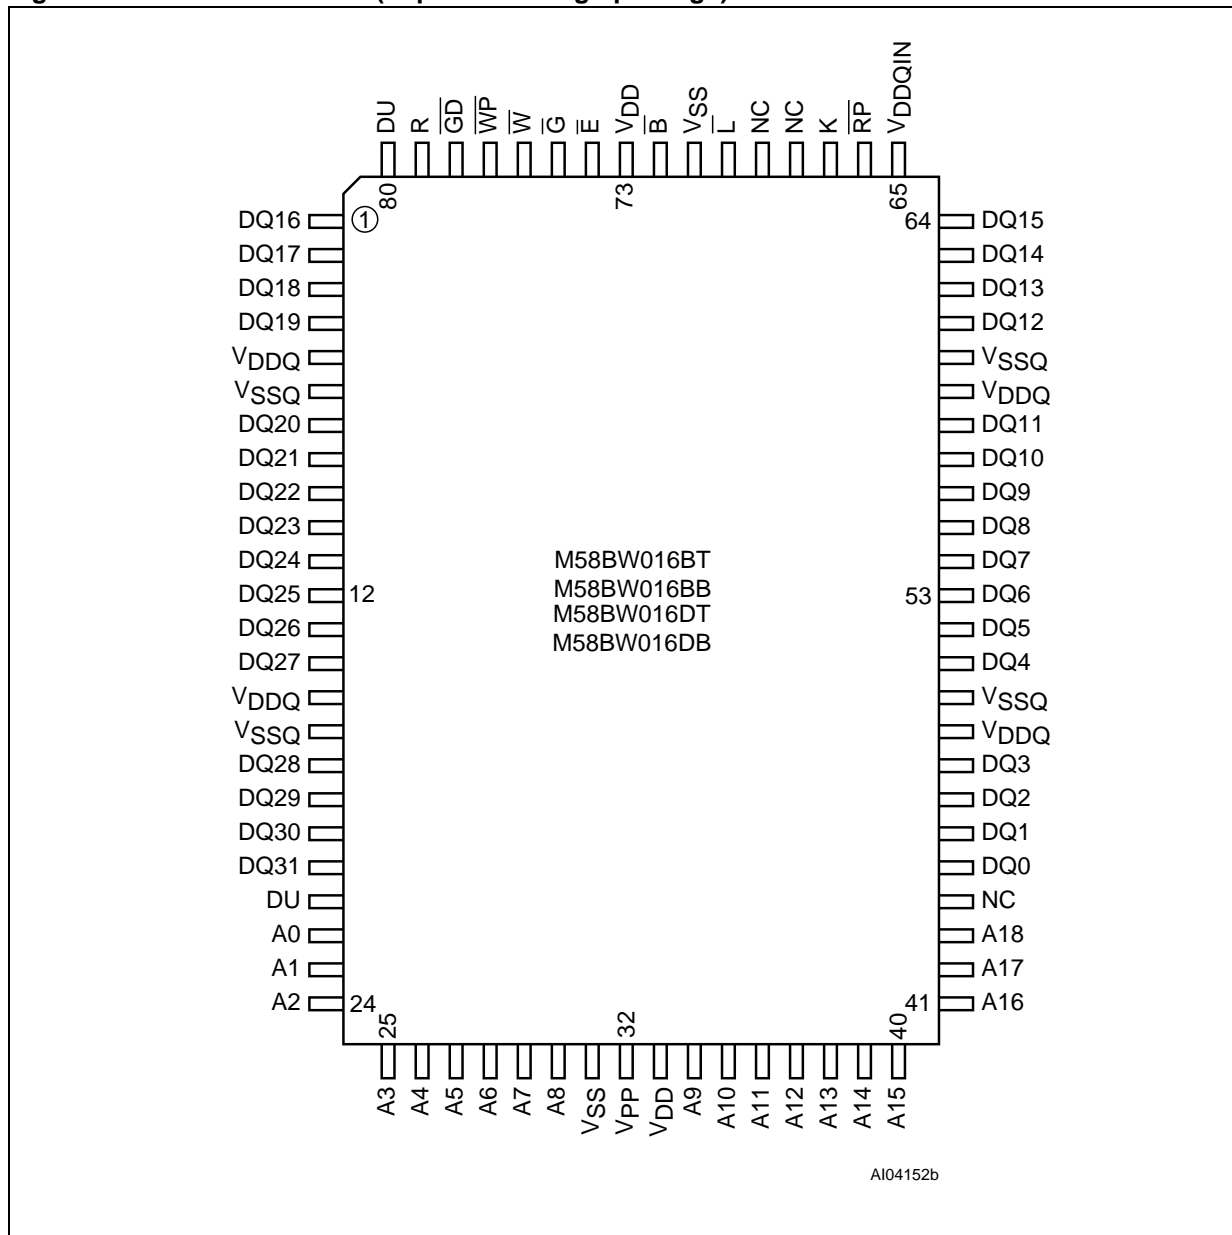 DU
R
G̅D̅
W̅P̅
W̅
G̅
E̅
VDD
B̅
VSS
L̅
NC
NC
K
R̅P̅
VDDQIN
80
73
65
DQ16
1
64
DQ15
DQ17
DQ14
DQ18
DQ13
DQ19
DQ12
VDDQ
VSSQ
VSSQ
VDDQ
DQ20
DQ11
DQ21
DQ10
DQ22
DQ9
DQ23
DQ8
DQ24
DQ7
M58BW016BT
DQ25
12
M58BW016BB
53
DQ6
M58BW016DT
DQ26
DQ5
M58BW016DB
DQ27
DQ4
VDDQ
VSSQ
VSSQ
VDDQ
DQ28
DQ3
DQ29
DQ2
DQ30
DQ1
DQ31
DQ0
DU
NC
A0
A18
A1
A17
A2
24
41
A16
25
32
40
A3
A4
A5
A6
A7
A8
VSS
VPP
VDD
A9
A10
A11
A12
A13
A14
A15
AI04152b